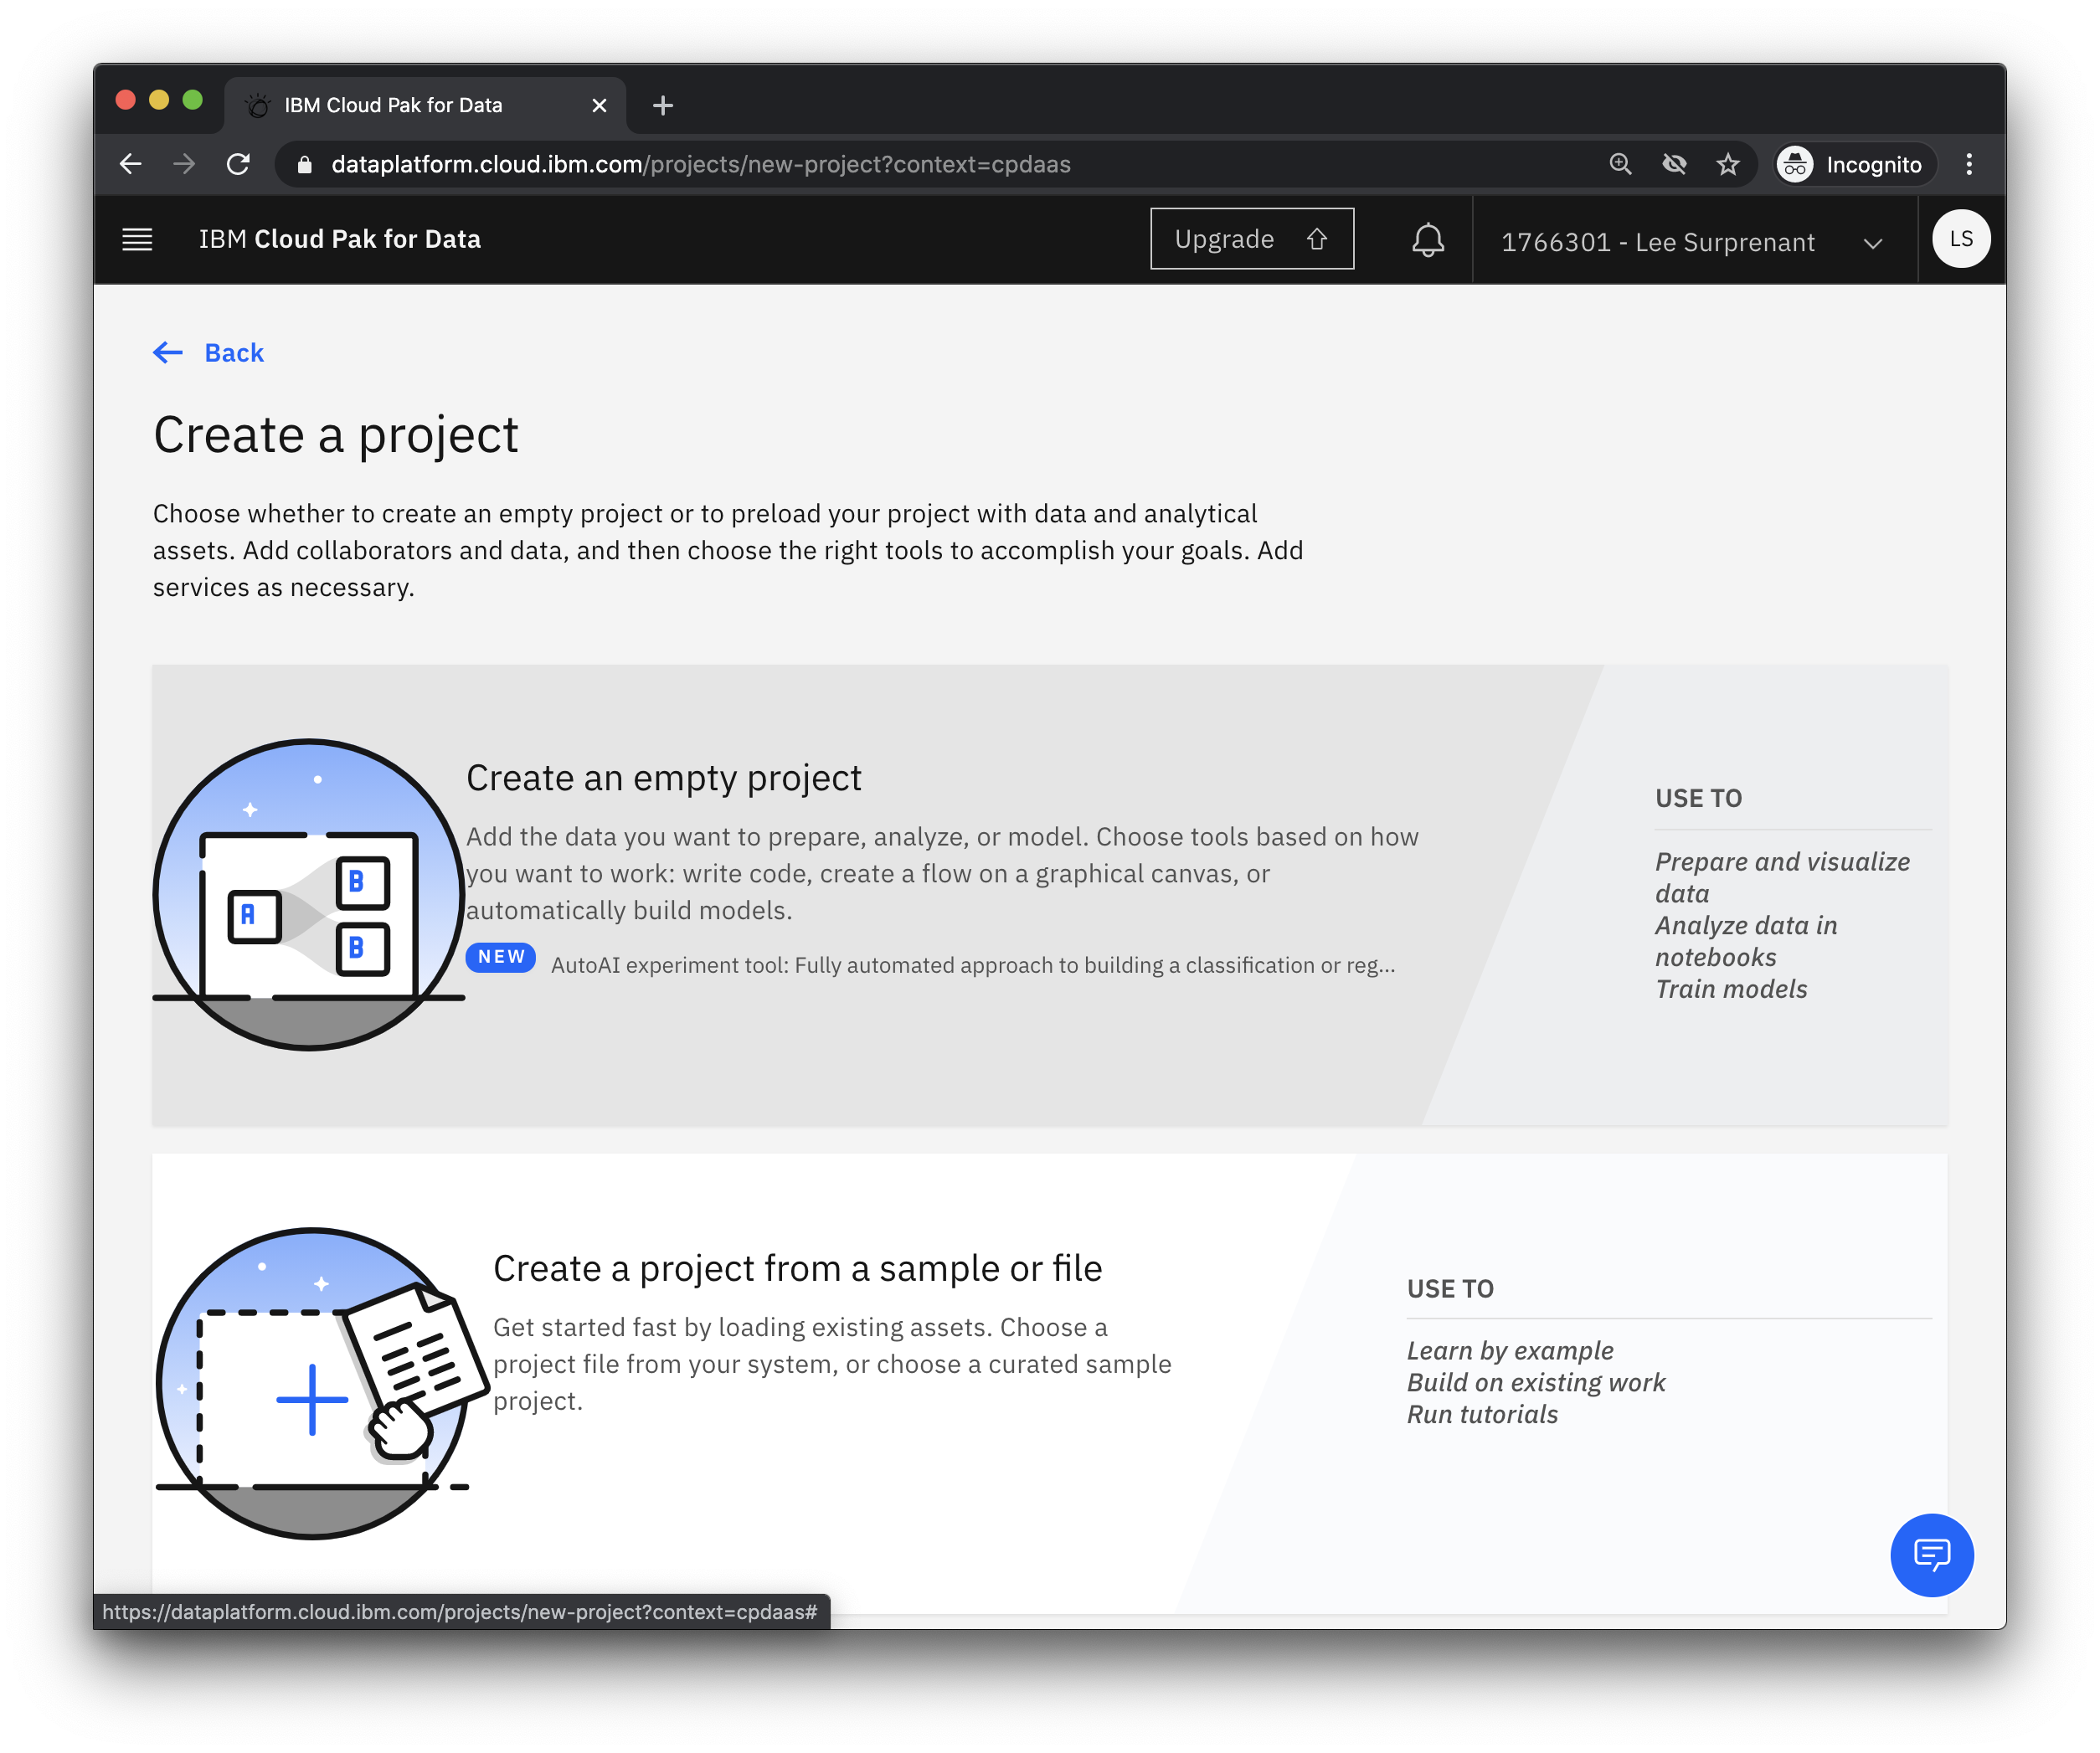 IBM Cloud Pak for Data
dataplatform.cloud.ibm.com/projects/new-project?context=cpdaas
Incognito
IBM Cloud Pak for Data
Upgrade
1766301 - Lee Surprenant
LS
Back
Create a project
Choose whether to create an empty project or to preload your project with data and analytical
assets. Add collaborators and data, and then choose the right tools to accomplish your goals. Add
services as necessary.
A
B
B
Create an empty project
Add the data you want to prepare, analyze, or model. Choose tools based on how
you want to work: write code, create a flow on a graphical canvas, or
automatically build models.
NEW
AutoAI experiment tool: Fully automated approach to building a classification or reg...
USE TO
Prepare and visualize
data
Analyze data in
notebooks
Train models
Create a project from a sample or file
Get started fast by loading existing assets. Choose a
project file from your system, or choose a curated sample
project.
USE TO
Learn by example
Build on existing work
Run tutorials
https://dataplatform.cloud.ibm.com/projects/new-project?context=cpdaas#